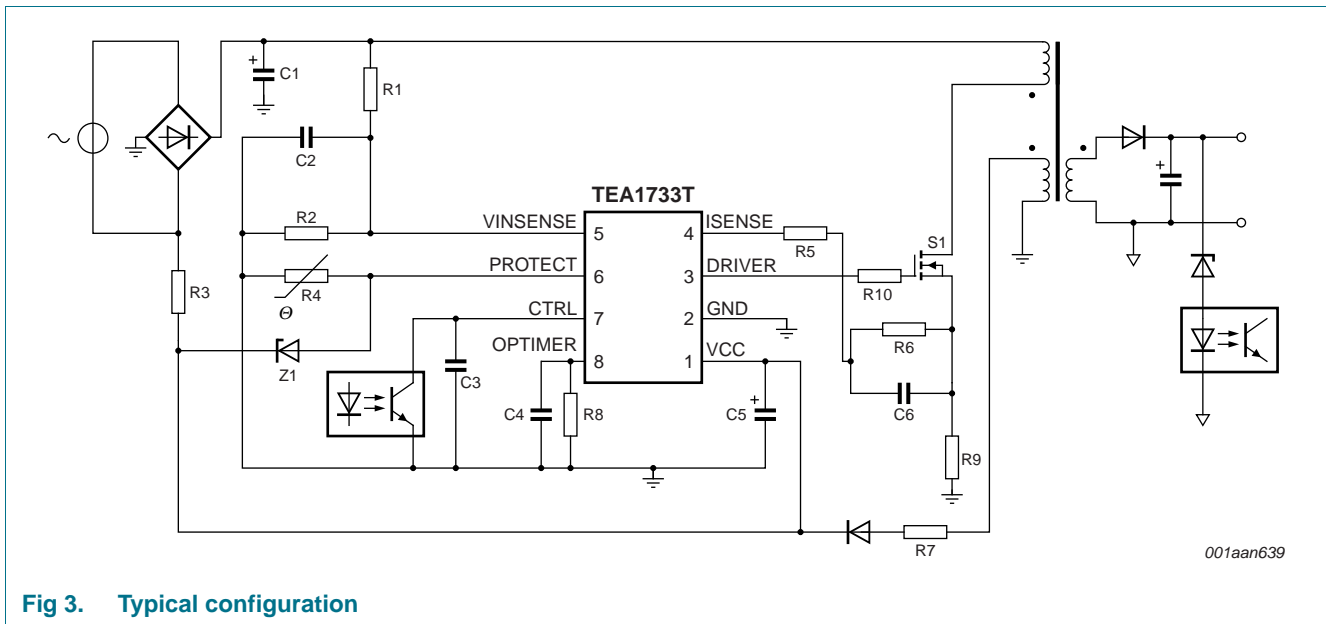 C1
R1
C2
TEA1733T
R2
VINSENSE
5
4
ISENSE
R5
S1
PROTECT
6
3
DRIVER
R10
R3
R4
Θ
CTRL
7
2
GND
R6
OPTIMER
8
1
VCC
Z1
C3
C4
R8
C5
C6
R9
R7
001aan639
Fig 3. Typical configuration